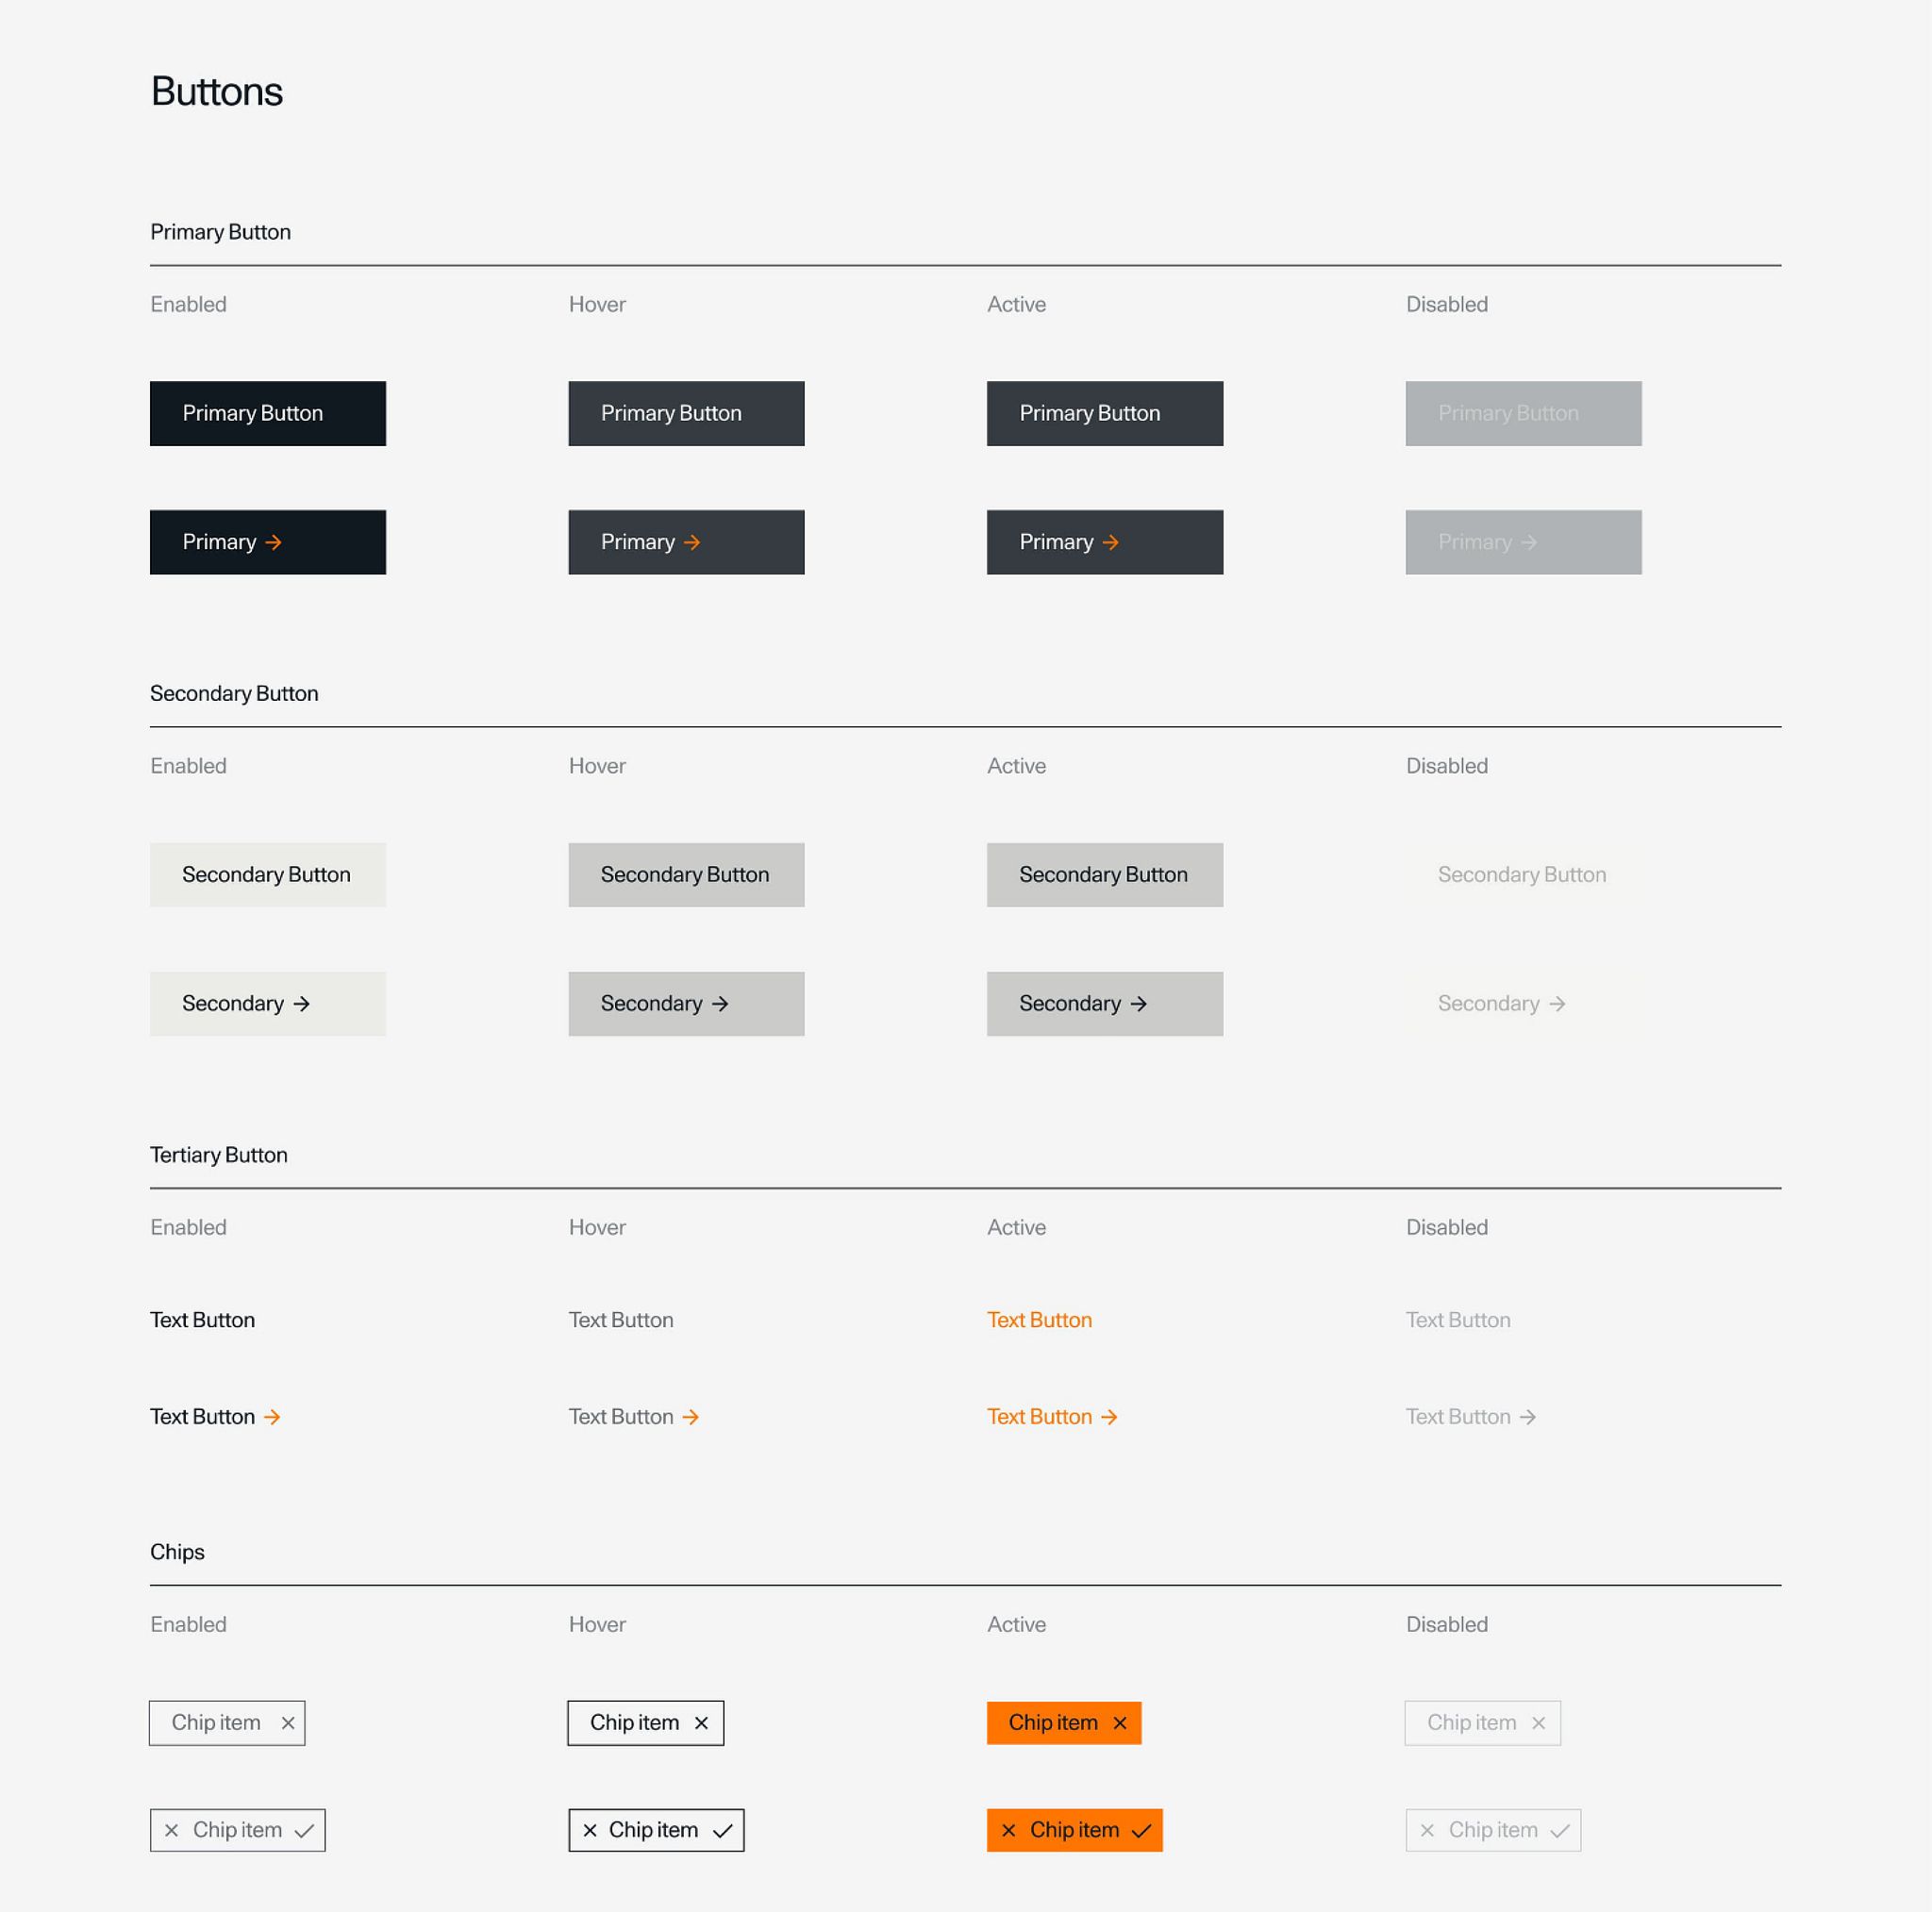 Buttons
Primary Button
Enabled Hover Active Disabled
Primary Button Primary Button Primary Button Primary Button
Primary → Primary → Primary → Primary →
Secondary Button
Enabled Hover Active Disabled
Secondary Button Secondary Button Secondary Button Secondary Button
Secondary → Secondary → Secondary → Secondary →
Tertiary Button
Enabled Hover Active Disabled
Text Button Text Button Text Button Text Button
Text Button → Text Button → Text Button → Text Button →
Chips
Enabled Hover Active Disabled
Chip item × Chip item × Chip item × Chip item ×
× Chip item ✓ × Chip item ✓ × Chip item ✓ × Chip item ✓